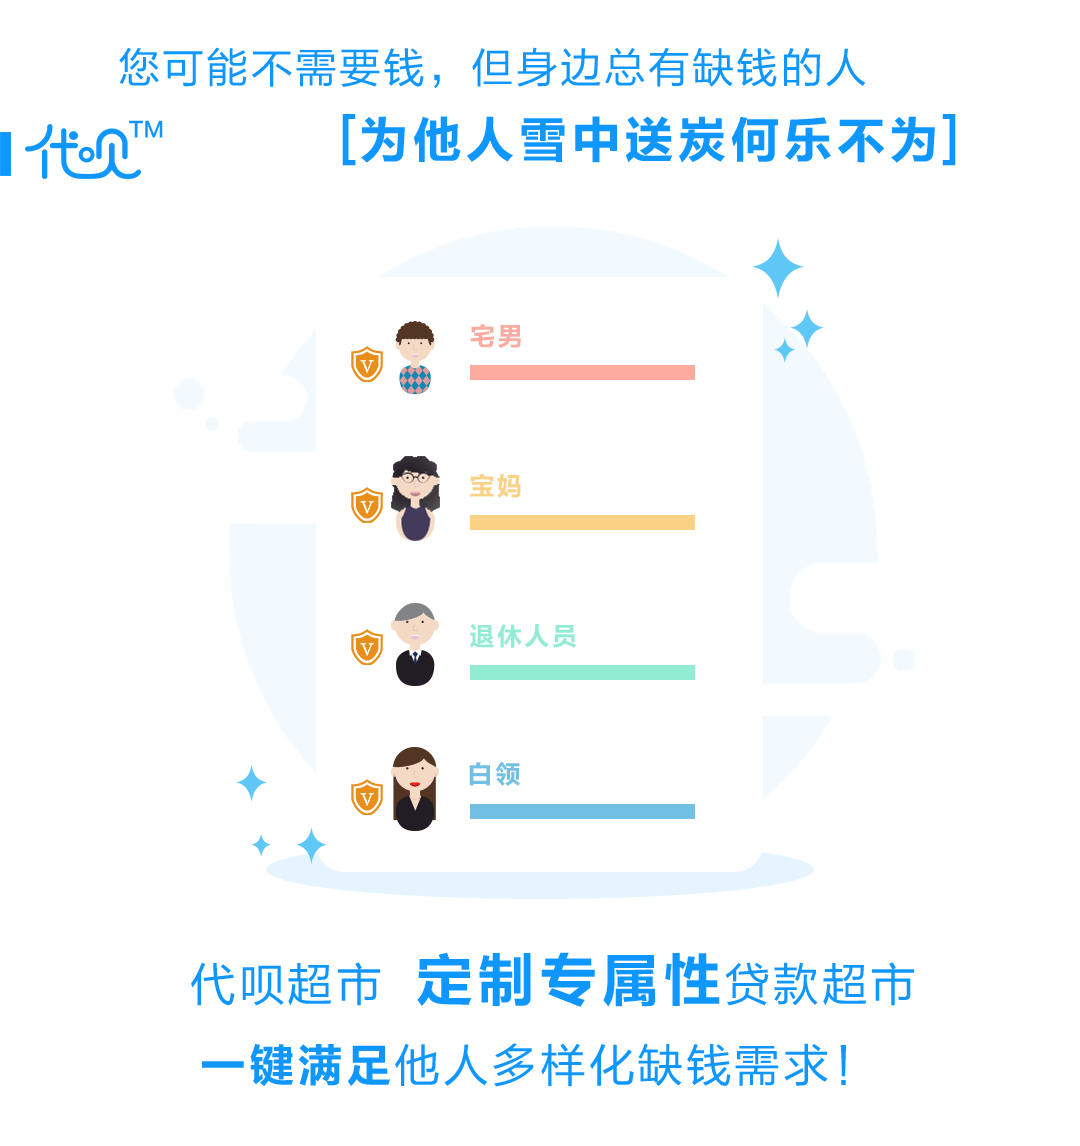 您可能不需要钱，但身边总有缺钱的人
代呗™
[为他人雪中送炭何乐不为]
宅男
V
宝妈
V
退休人员
V
白领
V
代呗超市 定制专属性贷款超市
一键满足他人多样化缺钱需求！